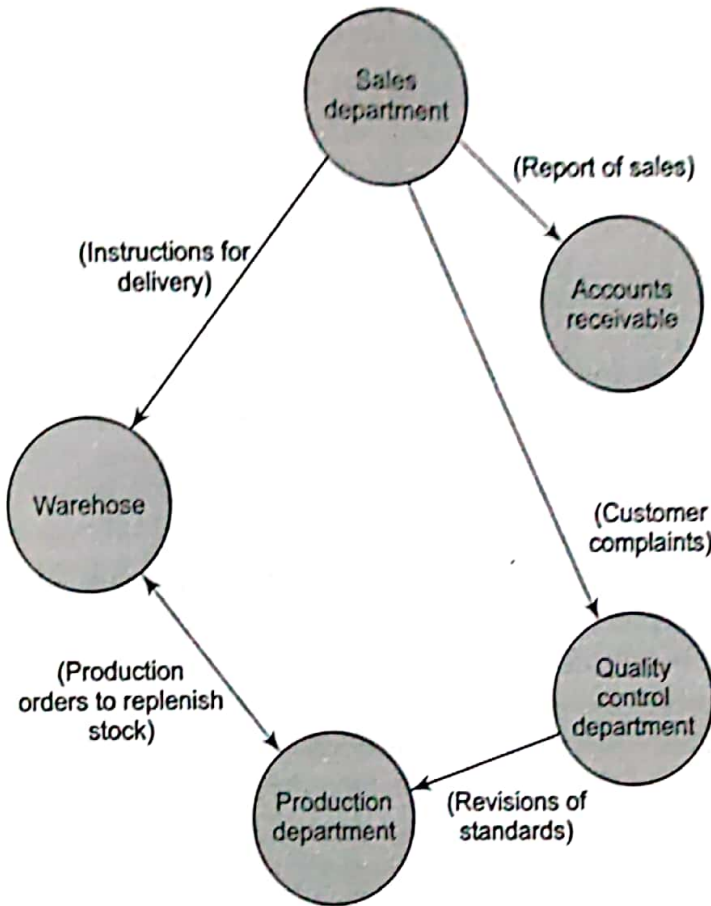 Sales
department
(Report of sales)
(Instructions for
delivery)
Accounts
receivable
Warehose
(Customer
complaints)
(Production
orders to replenish
stock)
Quality
control
department
Production
department
(Revisions of
standards)